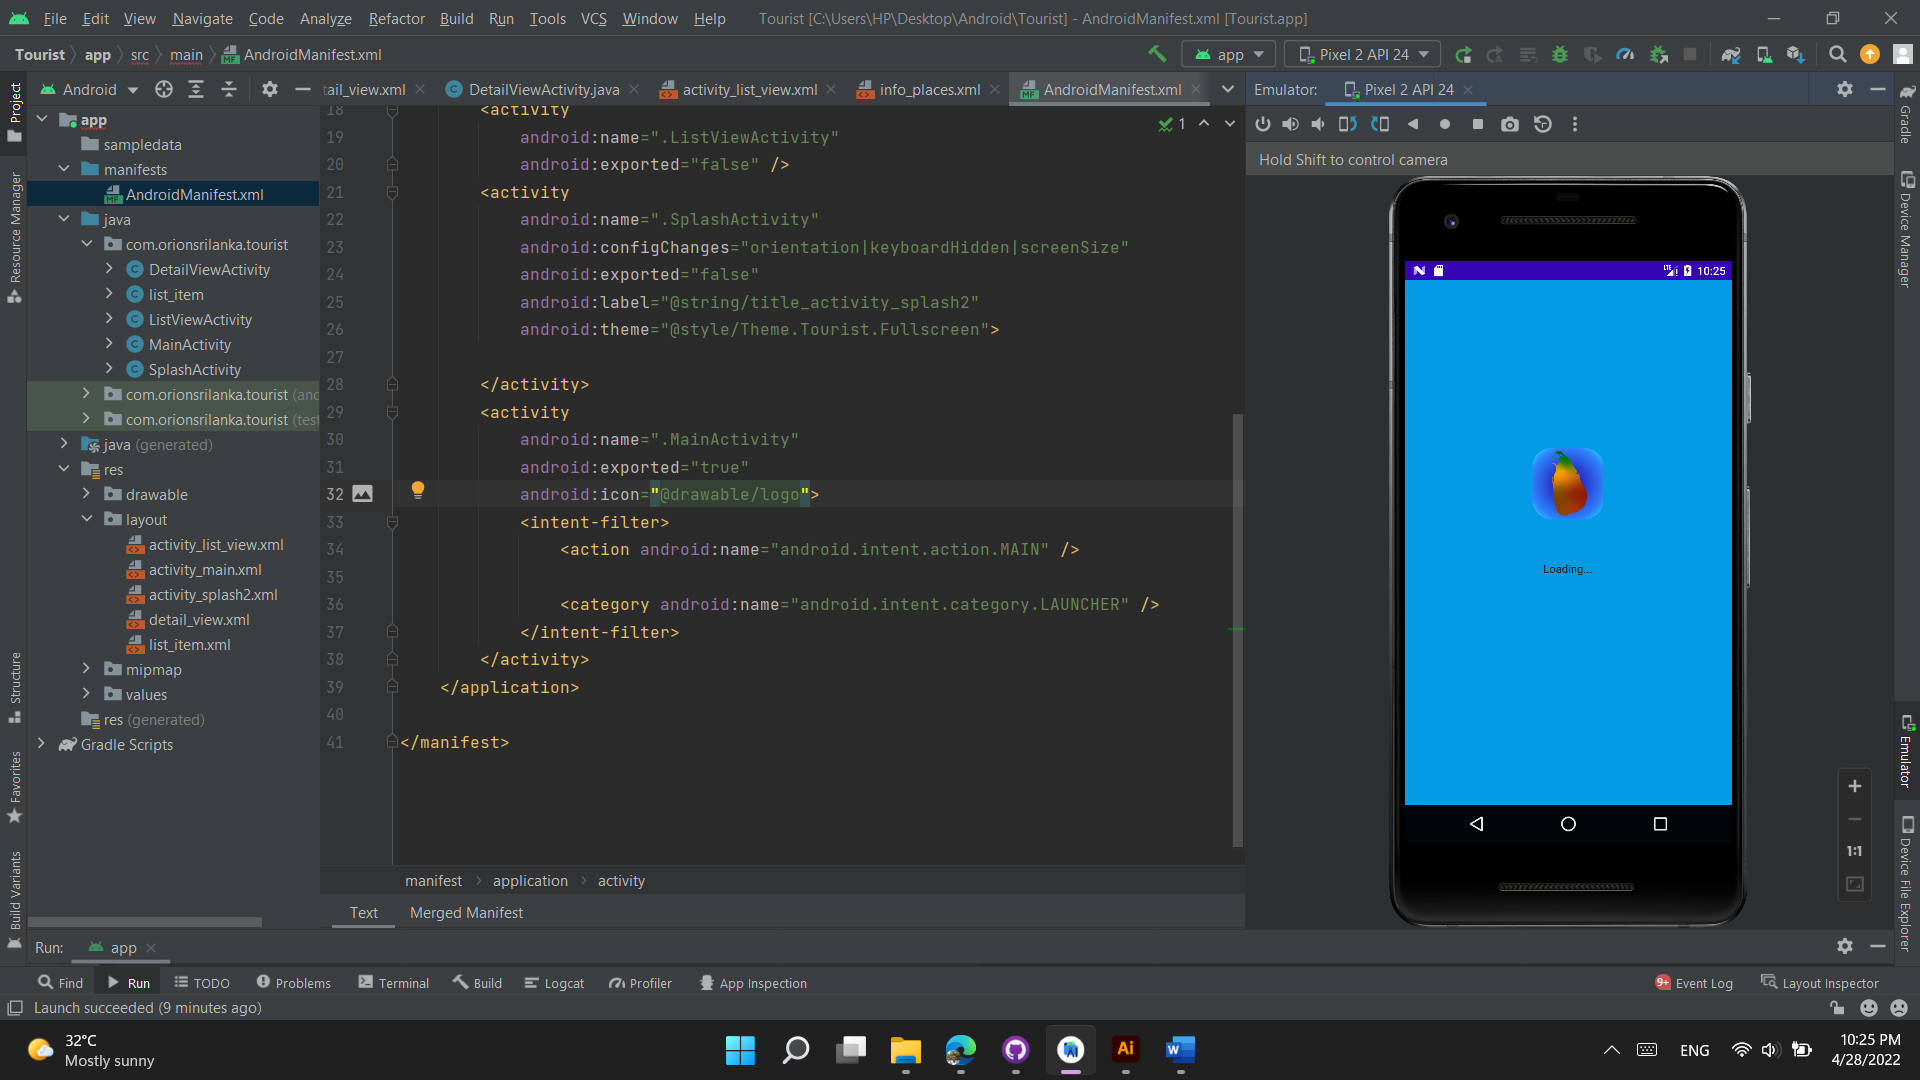 File Edit View Navigate Code Analyze Refactor Build Run Tools VCS Window Help Tourist [C:\Users\HP\Desktop\Android\Tourist] - AndroidManifest.xml [Tourist.app]
Tourist app src main AndroidManifest.xml
app Pixel 2 API 24
Android
tail_view.xml DetailViewActivity.java activity_list_view.xml info_places.xml AndroidManifest.xml
Emulator: Pixel 2 API 24
Project
Resource Manager
Structure
Favorites
Build Variants
app
sampledata
manifests
AndroidManifest.xml
java
com.orionsrilanka.tourist
DetailViewActivity
list_item
ListViewActivity
MainActivity
SplashActivity
com.orionsrilanka.tourist (and
com.orionsrilanka.tourist (test
java (generated)
res
drawable
layout
activity_list_view.xml
activity_main.xml
activity_splash2.xml
detail_view.xml
list_item.xml
mipmap
values
res (generated)
Gradle Scripts
1
18 <activity
19 android:name=".ListViewActivity"
20 android:exported="false" />
21 <activity
22 android:name=".SplashActivity"
23 android:configChanges="orientation|keyboardHidden|screenSize"
24 android:exported="false"
25 android:label="@string/title_activity_splash2"
26 android:theme="@style/Theme.Tourist.Fullscreen">
27
28 </activity>
29 <activity
30 android:name=".MainActivity"
31 android:exported="true"
32 android:icon="@drawable/logo">
33 <intent-filter>
34 <action android:name="android.intent.action.MAIN" />
35
36 <category android:name="android.intent.category.LAUNCHER" />
37 </intent-filter>
38 </activity>
39 </application>
40
41 </manifest>
manifest application activity
Text Merged Manifest
Hold Shift to control camera
LTE 10:25
Loading...
1:1
Gradle
Device Manager
Emulator
Device File Explorer
Run: app
Find Run TODO Problems Terminal Build Logcat Profiler App Inspection 9+ Event Log Layout Inspector
Launch succeeded (9 minutes ago)
32°C
Mostly sunny
Ai
W
ENG
10:25 PM
4/28/2022